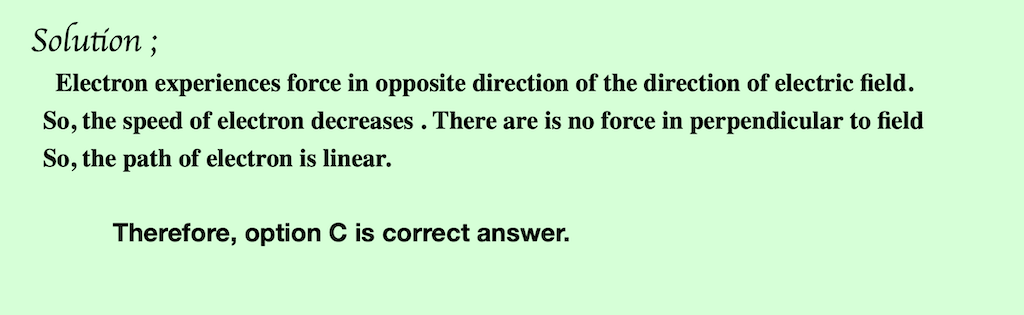 Solution ;
Electron experiences force in opposite direction of the direction of electric field.
So, the speed of electron decreases . There are is no force in perpendicular to field
So, the path of electron is linear.
Therefore, option C is correct answer.